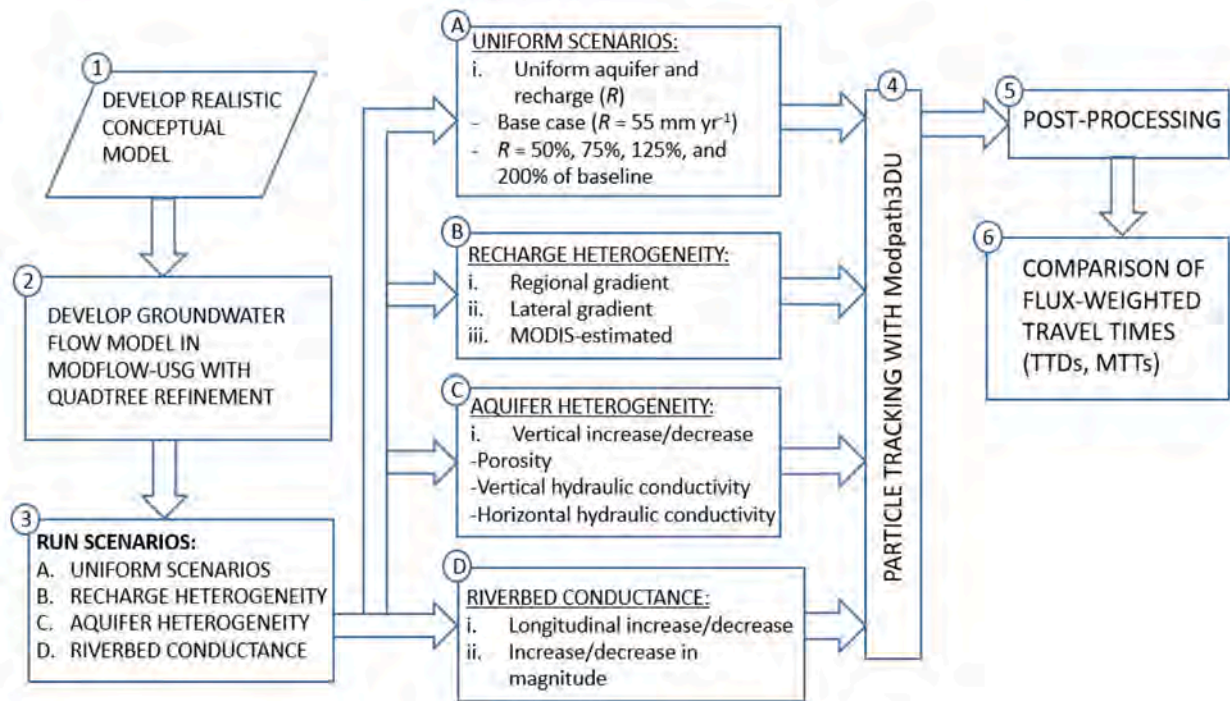 1
DEVELOP REALISTIC
CONCEPTUAL
MODEL
2
DEVELOP GROUNDWATER
FLOW MODEL IN
MODFLOW-USG WITH
QUADTREE REFINEMENT
3
RUN SCENARIOS:
A. UNIFORM SCENARIOS
B. RECHARGE HETEROGENEITY
C. AQUIFER HETEROGENEITY
D. RIVERBED CONDUCTANCE
A
UNIFORM SCENARIOS:
i. Uniform aquifer and
recharge (R)
- Base case (R = 55 mm yr⁻¹)
- R = 50%, 75%, 125%, and
200% of baseline
B
RECHARGE HETEROGENEITY:
i. Regional gradient
ii. Lateral gradient
iii. MODIS-estimated
C
AQUIFER HETEROGENEITY:
i. Vertical increase/decrease
-Porosity
-Vertical hydraulic conductivity
-Horizontal hydraulic conductivity
D
RIVERBED CONDUCTANCE:
i. Longitudinal increase/decrease
ii. Increase/decrease in
magnitude
4
PARTICLE TRACKING WITH Modpath3DU
5
POST-PROCESSING
6
COMPARISON OF
FLUX-WEIGHTED
TRAVEL TIMES
(TTDs, MTTs)